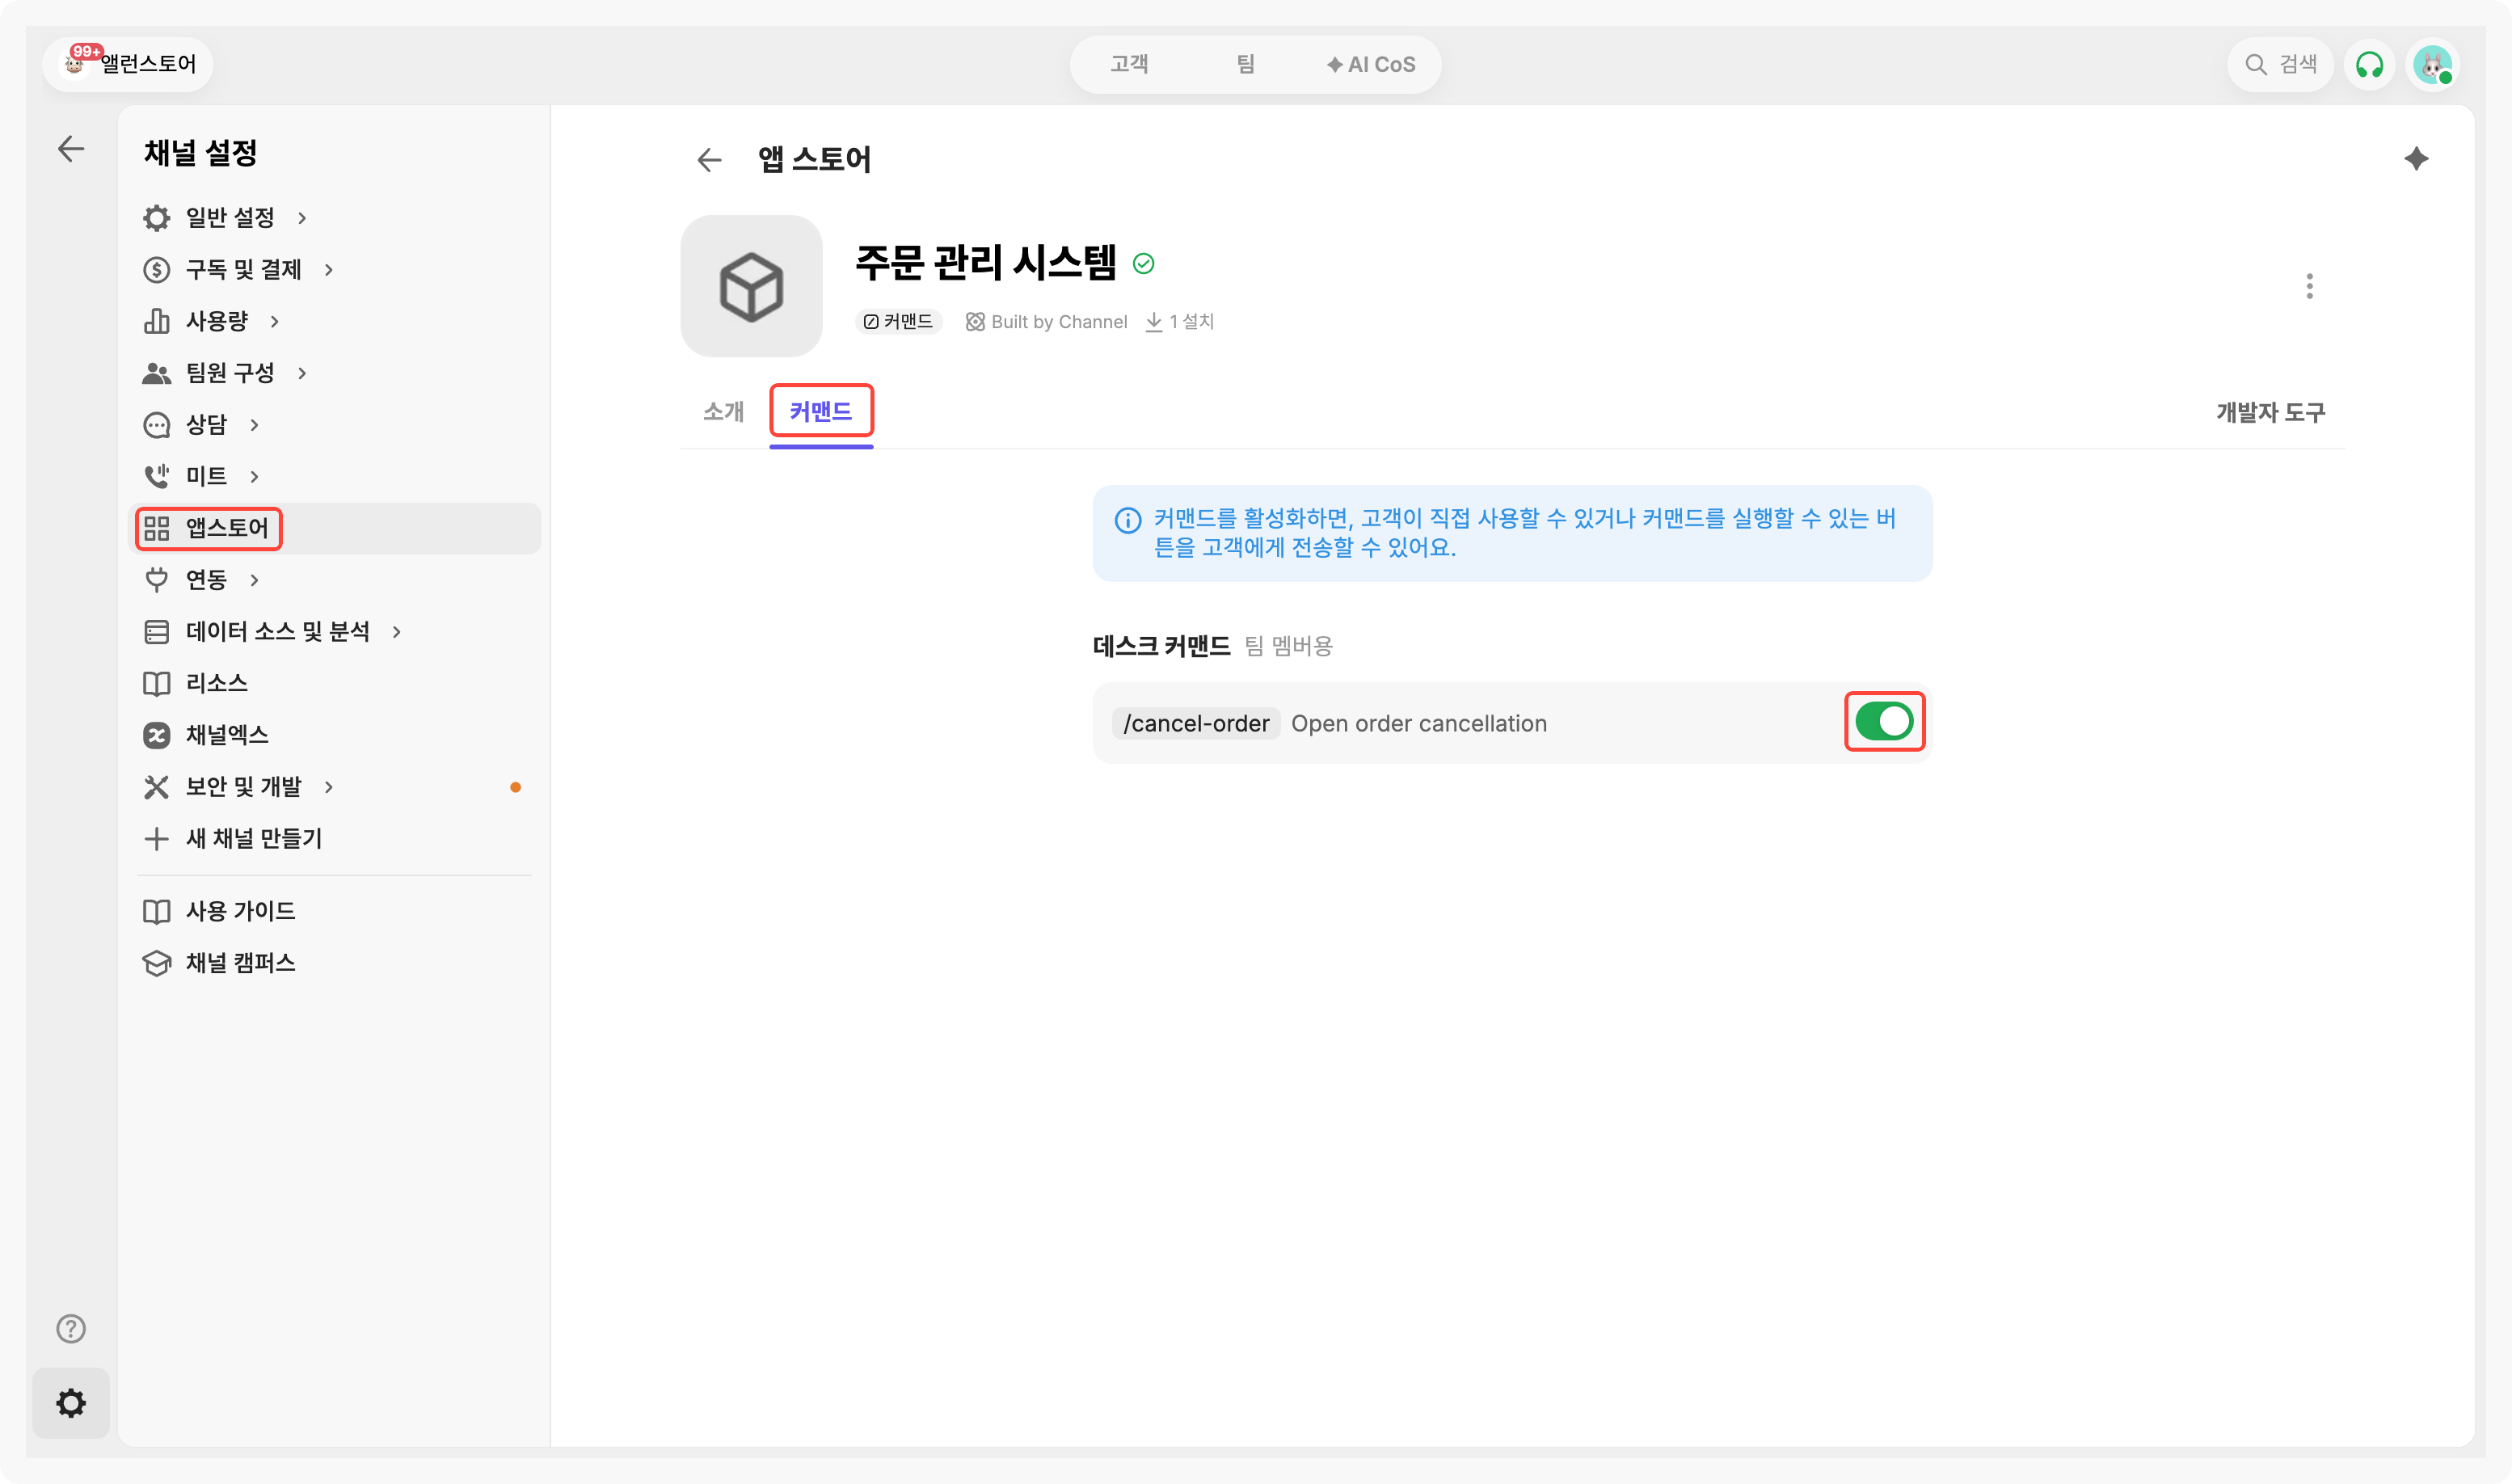 99+
앨런스토어
고객
팀
AI CoS
검색
채널 설정
일반 설정
구독 및 결제
사용량
팀원 구성
상담
미트
앱스토어
연동
데이터 소스 및 분석
리소스
채널엑스
보안 및 개발
새 채널 만들기
사용 가이드
채널 캠퍼스
앱 스토어
주문 관리 시스템
커맨드
Built by Channel
1 설치
소개
커맨드
개발자 도구
커맨드를 활성화하면, 고객이 직접 사용할 수 있거나 커맨드를 실행할 수 있는 버
튼을 고객에게 전송할 수 있어요.
데스크 커맨드 팀 멤버용
/cancel-order Open order cancellation